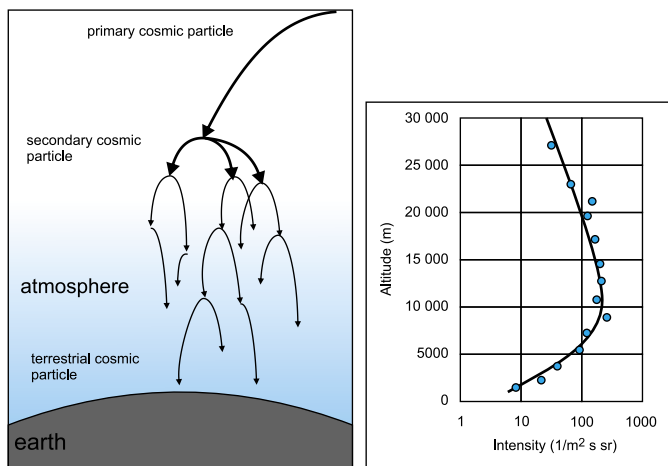 primary cosmic particle
secondary cosmic
particle
atmosphere
terrestrial cosmic
particle
earth
Altitude (m)
30 000
25 000
20 000
15 000
10 000
5000
0
1 10 100 1000
Intensity (1/m² s sr)